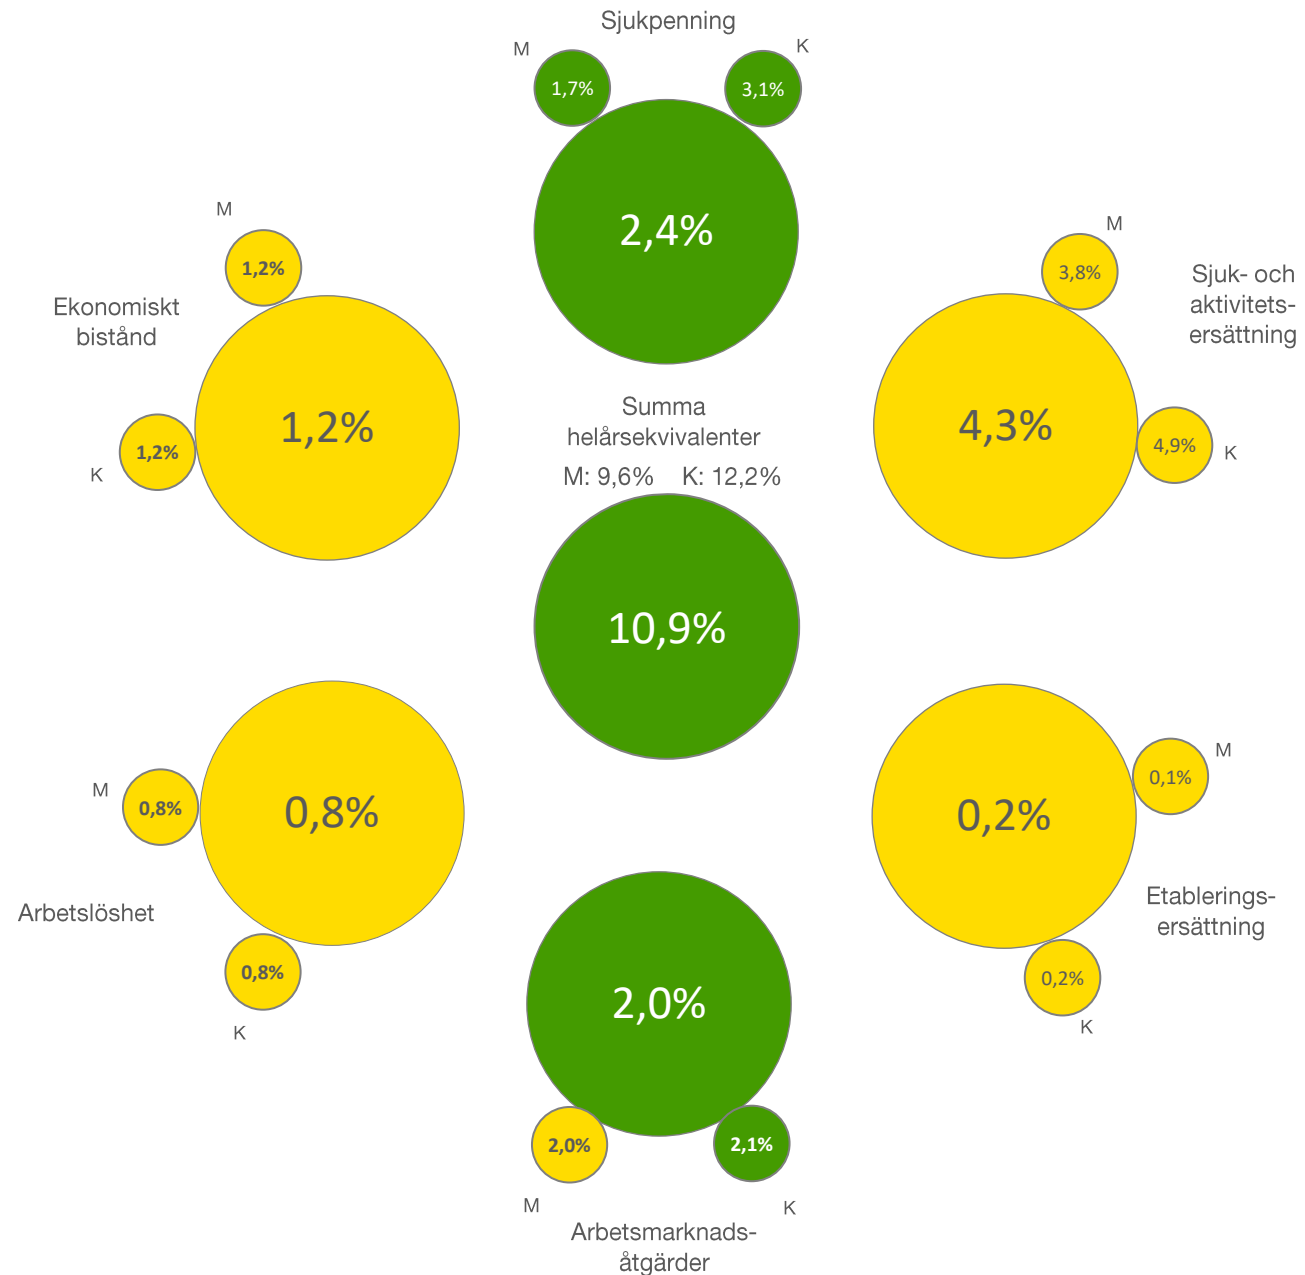 Sjukpenning
M
K
1,7%
3,1%
2,4%
M
1,2%
Ekonomiskt
bistånd
1,2%
1,2%
K
M
3,8%
Sjuk- och
aktivitets-
ersättning
4,3%
4,9%
K
Summa
helårsekvivalenter
M: 9,6% K: 12,2%
10,9%
M
0,8%
0,8%
Arbetslöshet
0,8%
K
M
0,1%
0,2%
Etablerings-
ersättning
0,2%
K
2,0%
2,0%
2,1%
M
K
Arbetsmarknads-
åtgärder